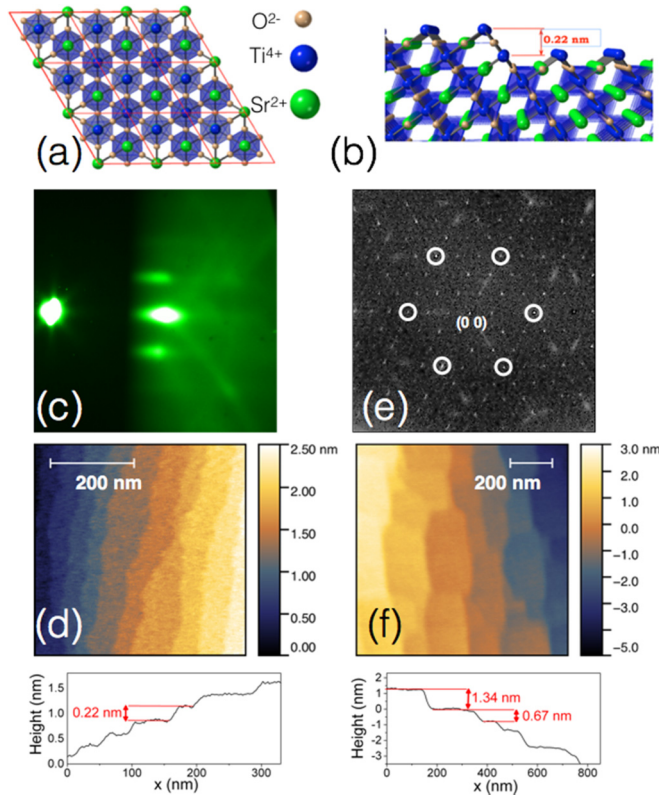 O²⁻
Ti⁴⁺
Sr²⁺
(a)
0.22 nm
(b)
(c)
(0 0)
(e)
200 nm
(d)
2.50 nm
2.00
1.50
1.00
0.50
0.00
200 nm
(f)
3.0 nm
2.0
1.0
0.0
-1.0
-2.0
-3.0
-5.0
Height (nm)
1.5
1.0
0.5
0.0
0.22 nm
0 100 200 300
x (nm)
Height (nm)
2
1
0
-1
-2
-3
1.34 nm
0.67 nm
0 200 400 600 800
x (nm)